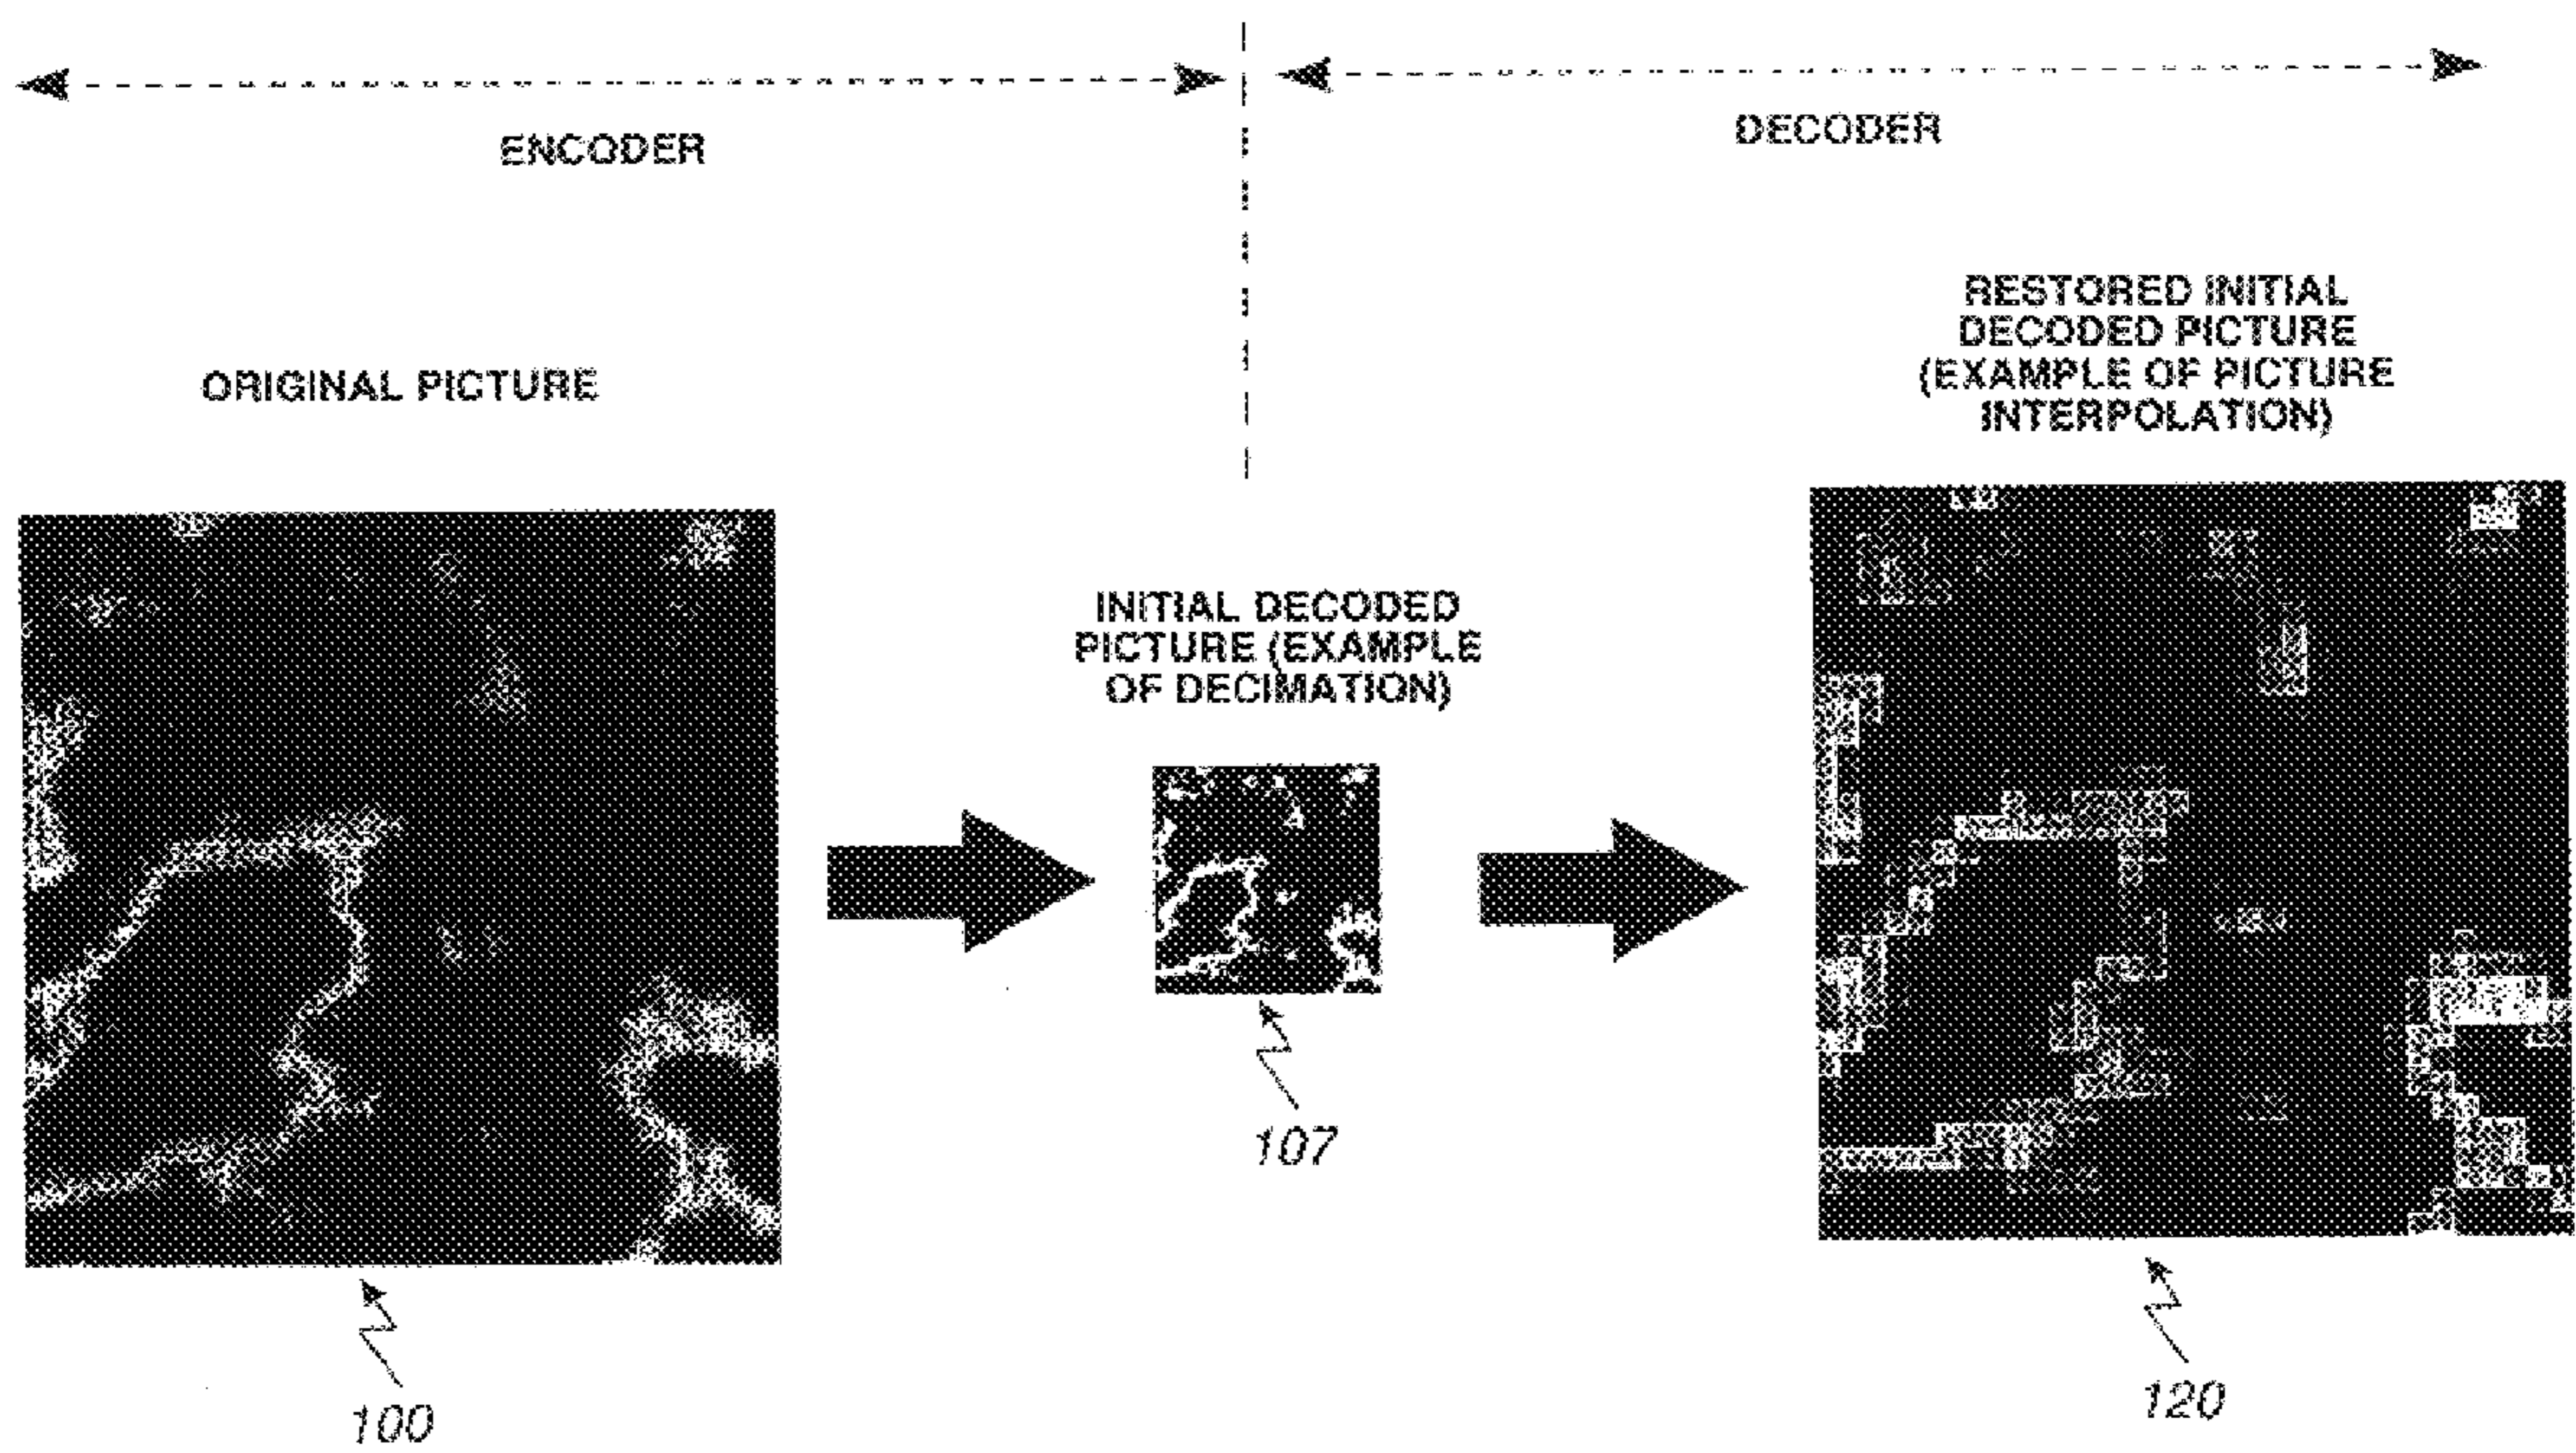 ENCODER
DECODER
ORIGINAL PICTURE
INITIAL DECODED
PICTURE (EXAMPLE
OF DECIMATION)
RESTORED INITIAL
DECODED PICTURE
(EXAMPLE OF PICTURE
INTERPOLATION)
100
107
120